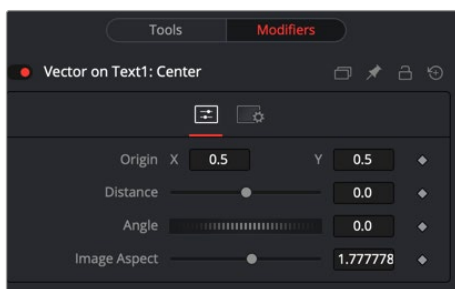 Tools Modifiers
Vector on Text1: Center
Origin X 0.5 Y 0.5
Distance 0.0
Angle 0.0
Image Aspect 1.777778